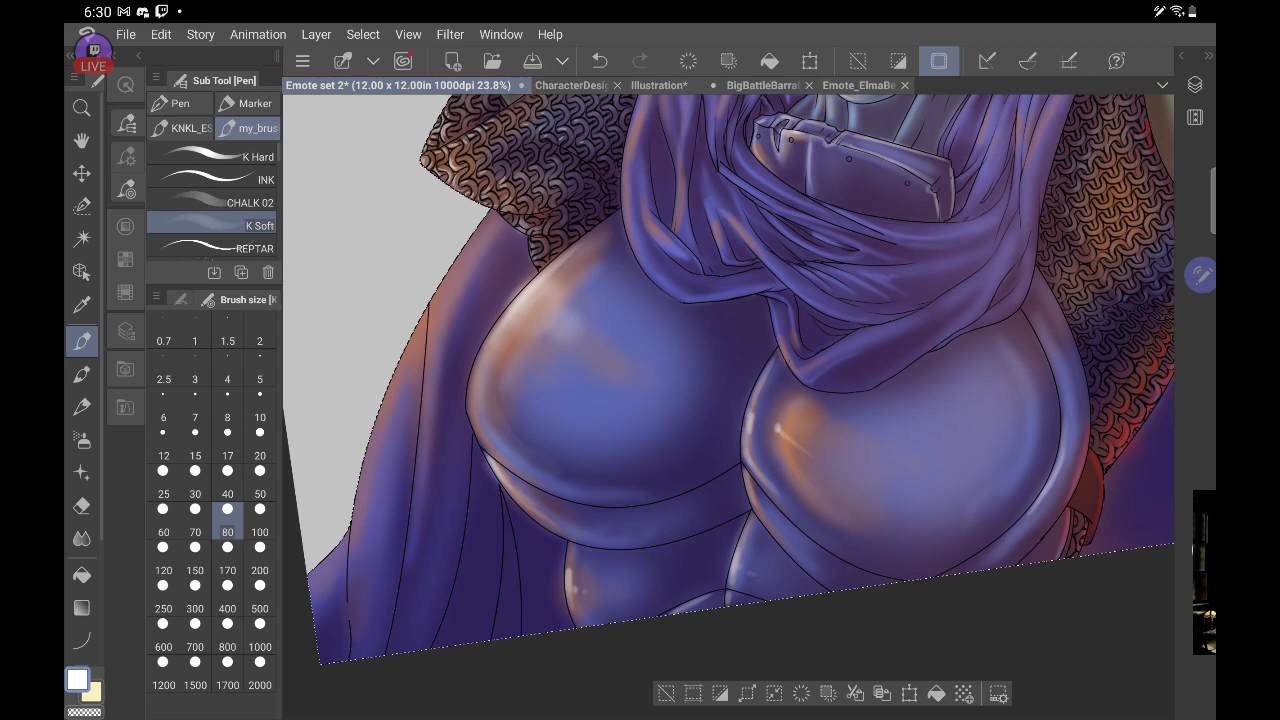 6:30
File Edit Story Animation Layer Select View Filter Window Help
LIVE
Sub Tool [Pen]
Emote set 2* (12.00 x 12.00in 1000dpi 23.8%)
CharacterDesig
Illustration*
BigBattleBarral
Emote_ElmaBe
Pen Marker
KNKL_ES my_brus
K Hard
INK
CHALK 02
K Soft
REPTAR
Brush size [K
0.7 1 1.5 2
2.5 3 4 5
6 7 8 10
12 15 17 20
25 30 40 50
60 70 80 100
120 150 170 200
250 300 400 500
600 700 800 1000
1200 1500 1700 2000